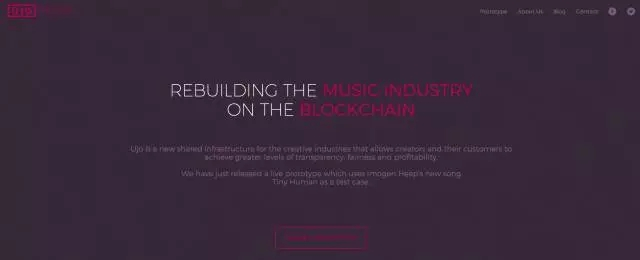 ujo
Prototype About Us Blog Contact
REBUILDING THE MUSIC INDUSTRY
ON THE BLOCKCHAIN
Ujo is a new shared infrastructure for the creative industries that allows creators and their customers to
achieve greater levels of transparency, fairness and profitability.
We have just released a live prototype which uses Imogen Heap's new song
Tiny Human as a test case.